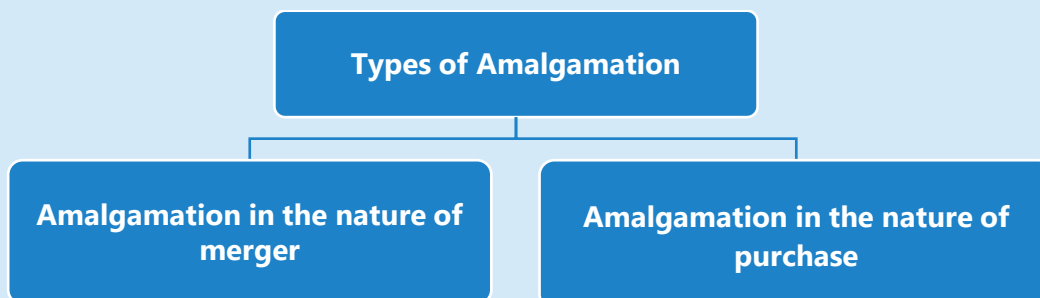 Types of Amalgamation
Amalgamation in the nature of
merger
Amalgamation in the nature of
purchase